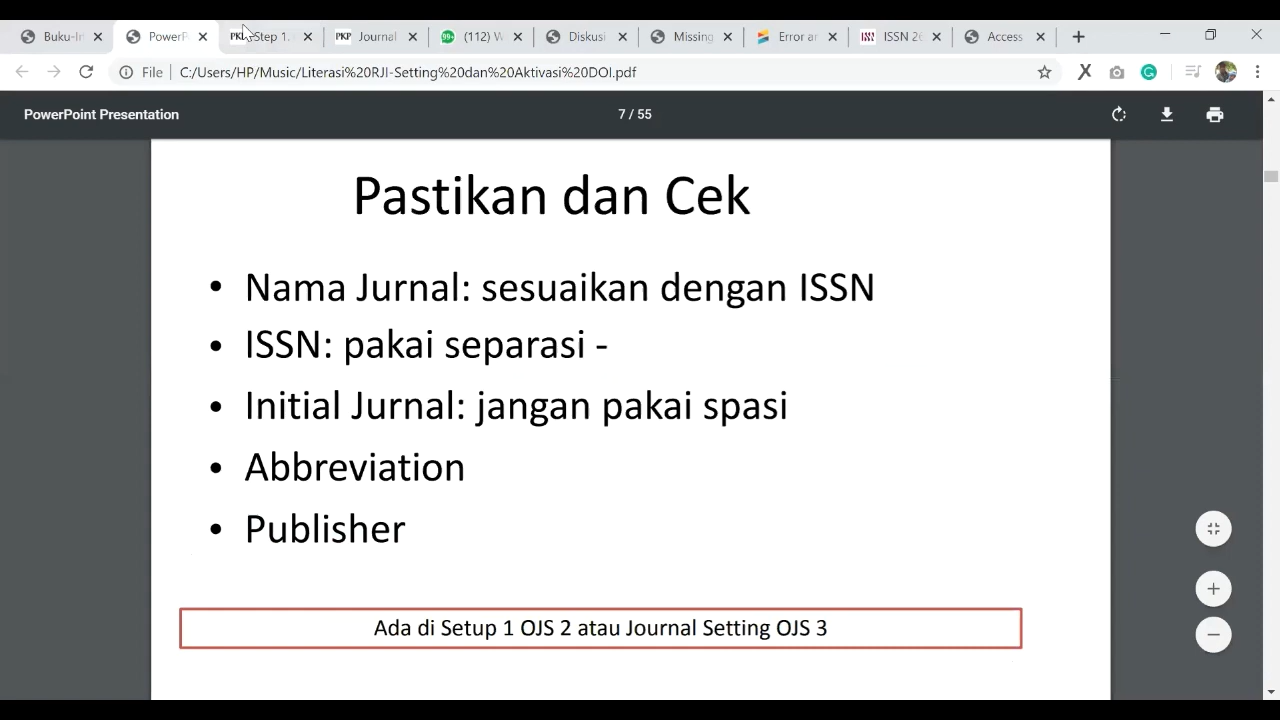 Buku-In
PowerP
PKP Step 1.
PKP Journal
99+ (112) W
Diskusi
Missing
Error ar
ISSN 20
Access
File
C:/Users/HP/Music/Literasi%20RJI-Setting%20dan%20Aktivasi%20DOI.pdf
PowerPoint Presentation
7 / 55
Pastikan dan Cek
• Nama Jurnal: sesuaikan dengan ISSN
• ISSN: pakai separasi -
• Initial Jurnal: jangan pakai spasi
• Abbreviation
• Publisher
Ada di Setup 1 OJS 2 atau Journal Setting OJS 3